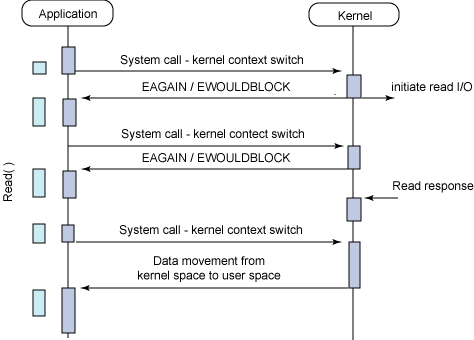 Application
Kernel
System call - kernel context switch
EAGAIN / EWOULDBLOCK
initiate read I/O
System call - kernel contect switch
EAGAIN / EWOULDBLOCK
Read( )
Read response
System call - kernel context switch
Data movement from
kernel space to user space